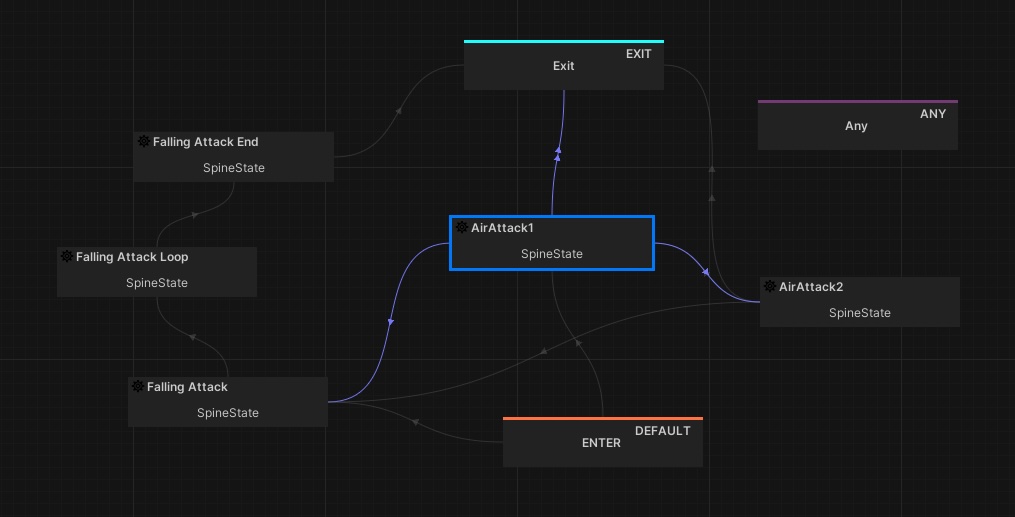 EXIT
Exit
ANY
Any
Falling Attack End
SpineState
AirAttack1
SpineState
Falling Attack Loop
SpineState
AirAttack2
SpineState
Falling Attack
SpineState
DEFAULT
ENTER